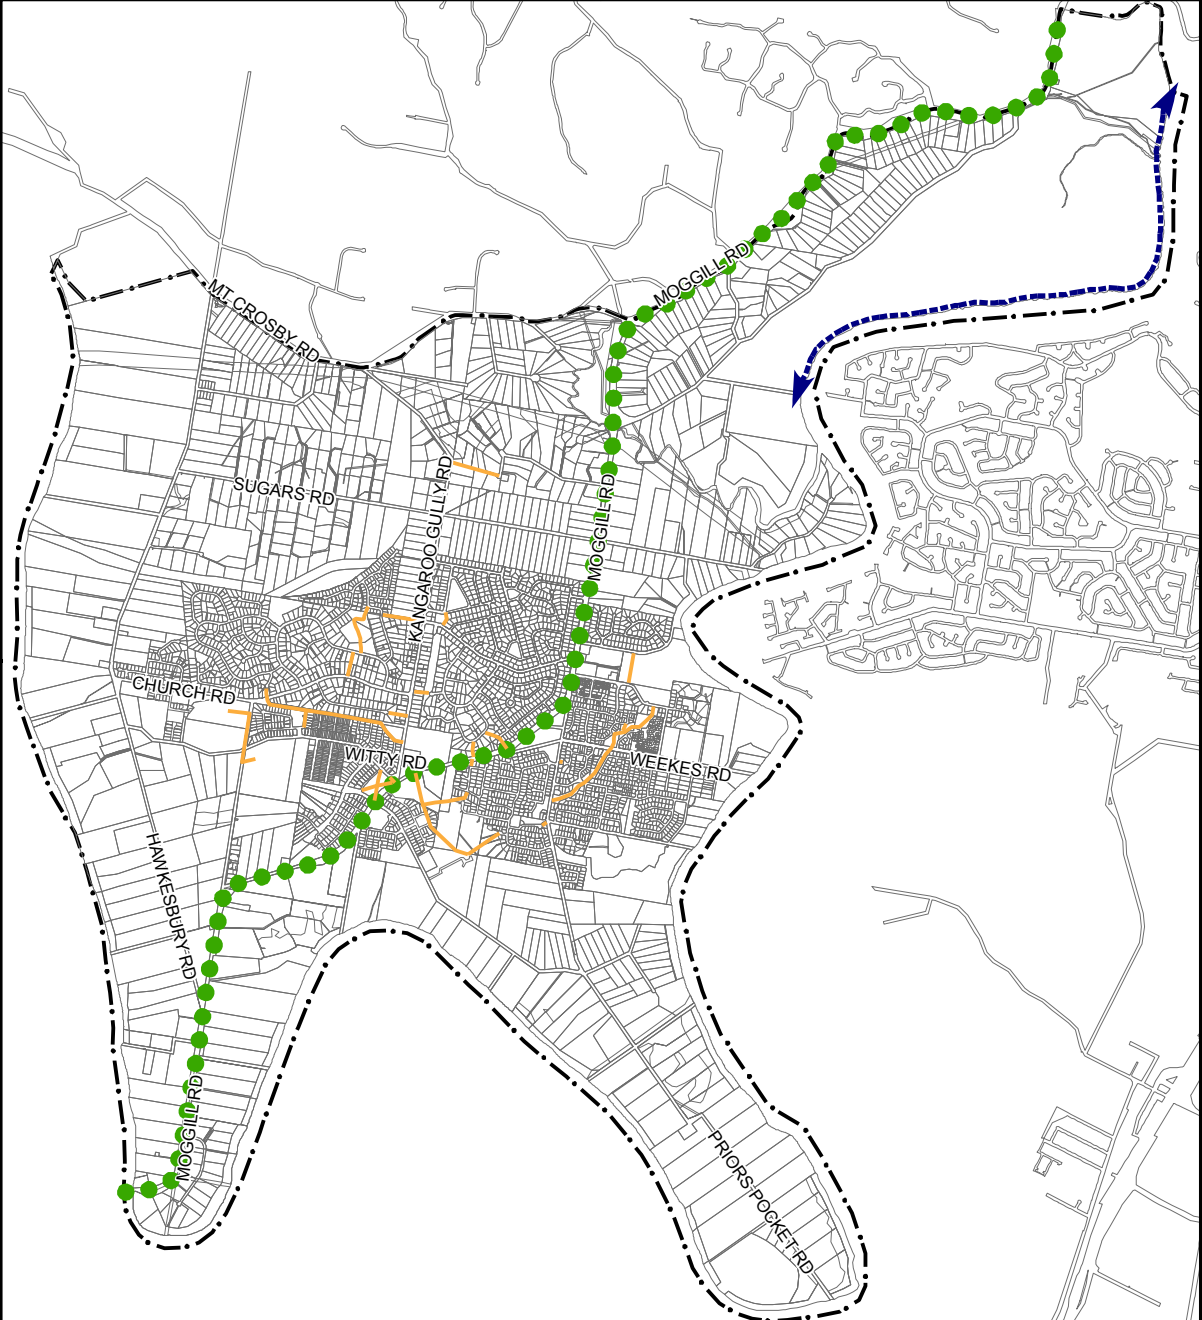 MOGGILL RD
MT CROSBY RD
KANGAROO GULLY RD
SUGARS RD
MOGGILL RD
CHURCH RD
WITTY RD
WEEKES RD
HAWKESBURY RD
MOGGILL RD
PRIORS POCKET RD